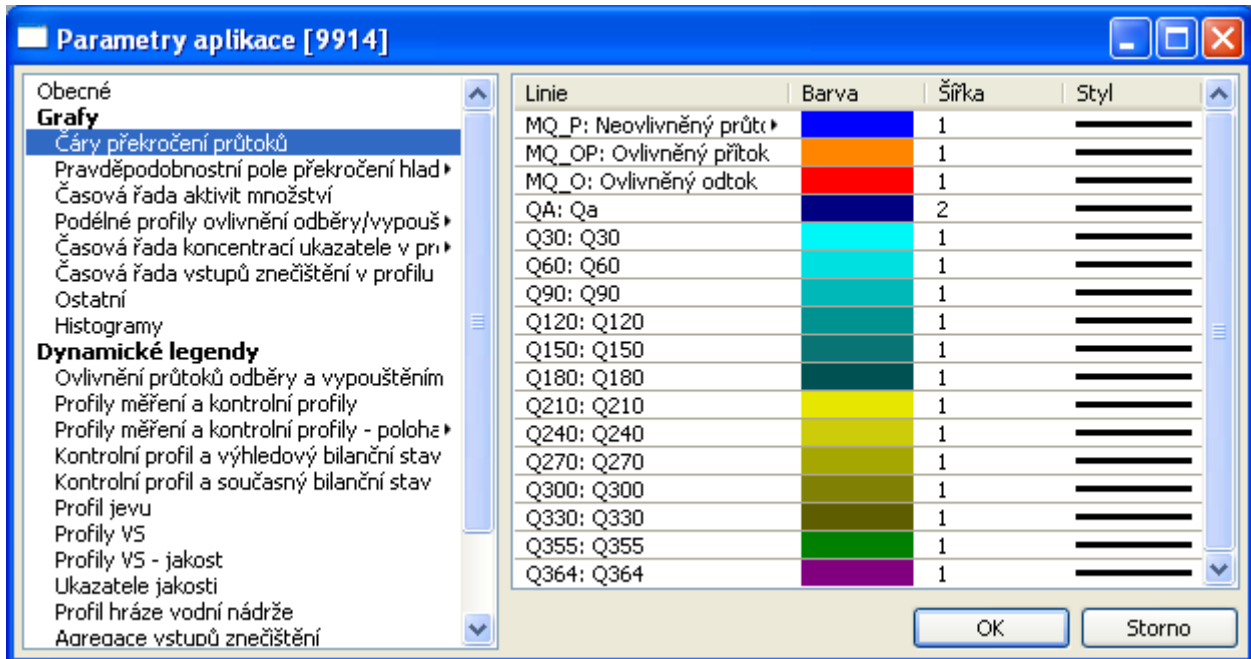 Parametry aplikace [9914]
Obecné
Grafy
Čáry překročení průtoků
Pravděpodobnostní pole překročení hlad
Časová řada aktivit množství
Podélné profily ovlivnění odběry/vypouš
Časová řada koncentrací ukazatele v pr
Časová řada vstupů znečištění v profilu
Ostatní
Histogramy
Dynamické legendy
Ovlivnění průtoků odběry a vypouštěním
Profily měření a kontrolní profily
Profily měření a kontrolní profily - poloha
Kontrolní profil a výhledový bilanční stav
Kontrolní profil a současný bilanční stav
Profil jevu
Profily VS
Profily VS - jakost
Ukazatele jakosti
Profil hráze vodní nádrže
Agregace vstupů znečištění
Linie Barva Šířka Styl
MQ_P: Neovlivněný průto 1
MQ_OP: Ovlivněný přítok 1
MQ_O: Ovlivněný odtok 1
QA: Qa 2
Q30: Q30 1
Q60: Q60 1
Q90: Q90 1
Q120: Q120 1
Q150: Q150 1
Q180: Q180 1
Q210: Q210 1
Q240: Q240 1
Q270: Q270 1
Q300: Q300 1
Q330: Q330 1
Q355: Q355 1
Q364: Q364 1
OK Storno